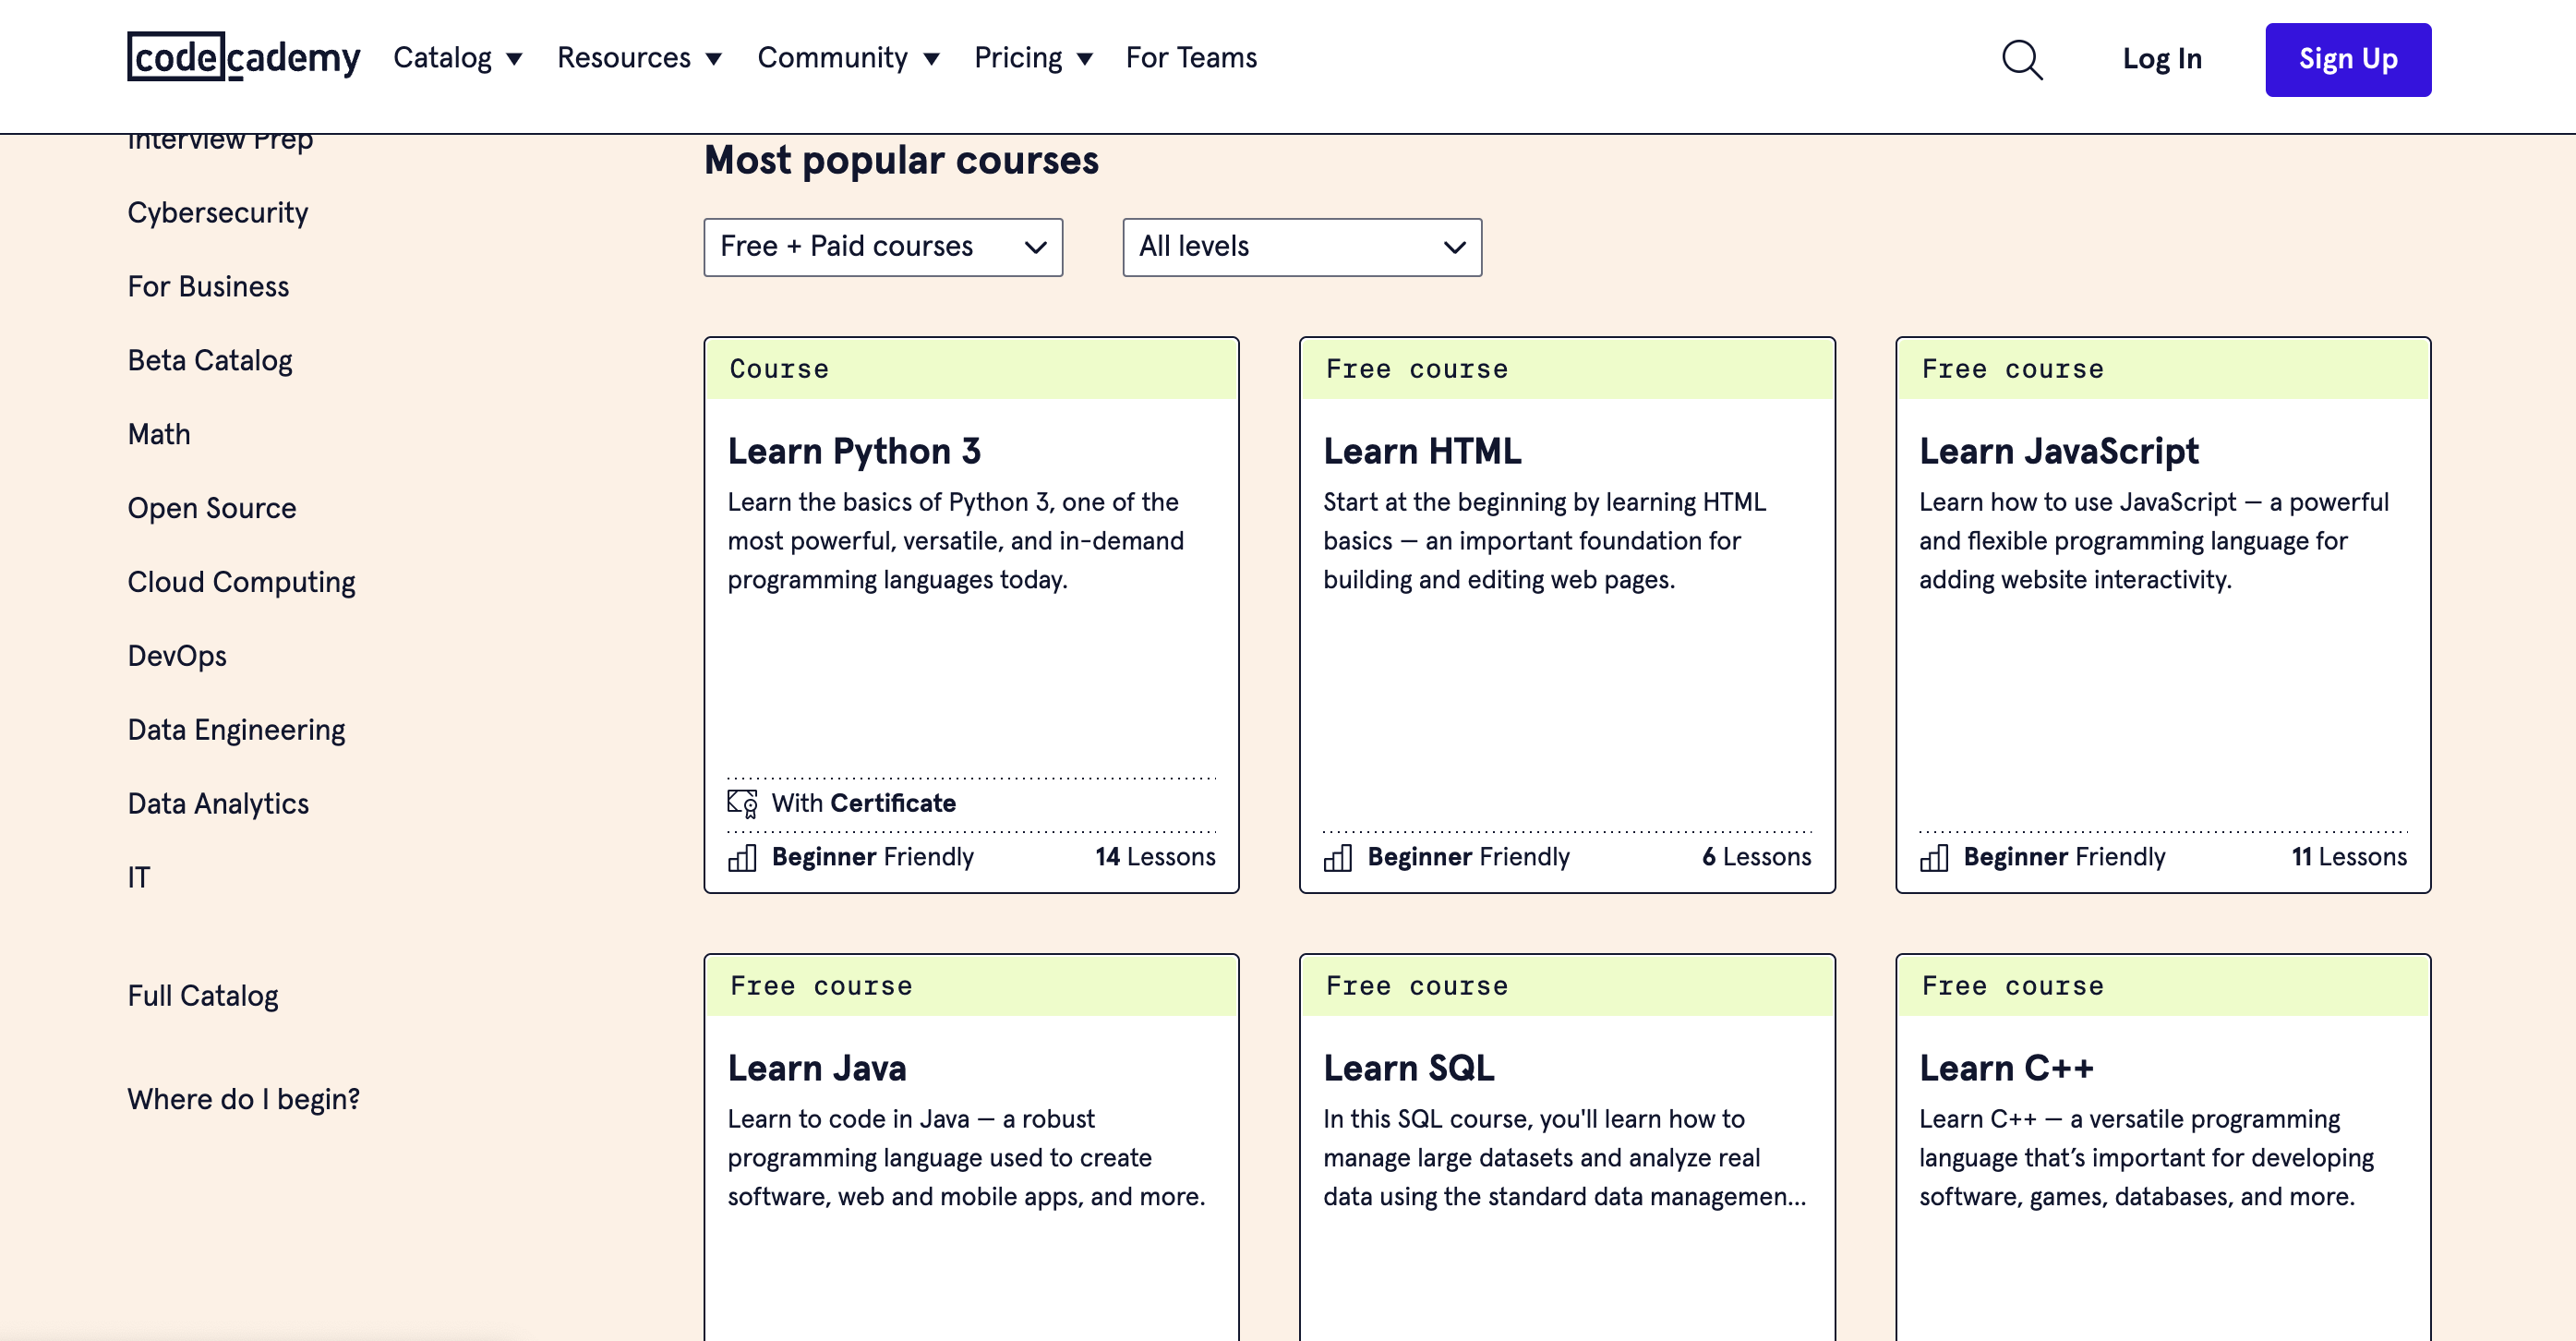 codecademy Catalog Resources Community Pricing For Teams Log In Sign Up
Interview Prep
Cybersecurity
For Business
Beta Catalog
Math
Open Source
Cloud Computing
DevOps
Data Engineering
Data Analytics
IT
Full Catalog
Where do I begin?
Most popular courses
Free + Paid courses All levels
Course
Learn Python 3
Learn the basics of Python 3, one of the
most powerful, versatile, and in-demand
programming languages today.
With Certificate
Beginner Friendly 14 Lessons
Free course
Learn HTML
Start at the beginning by learning HTML
basics — an important foundation for
building and editing web pages.
Beginner Friendly 6 Lessons
Free course
Learn JavaScript
Learn how to use JavaScript — a powerful
and flexible programming language for
adding website interactivity.
Beginner Friendly 11 Lessons
Free course
Learn Java
Learn to code in Java — a robust
programming language used to create
software, web and mobile apps, and more.
Free course
Learn SQL
In this SQL course, you'll learn how to
manage large datasets and analyze real
data using the standard data managemen...
Free course
Learn C++
Learn C++ — a versatile programming
language that’s important for developing
software, games, databases, and more.